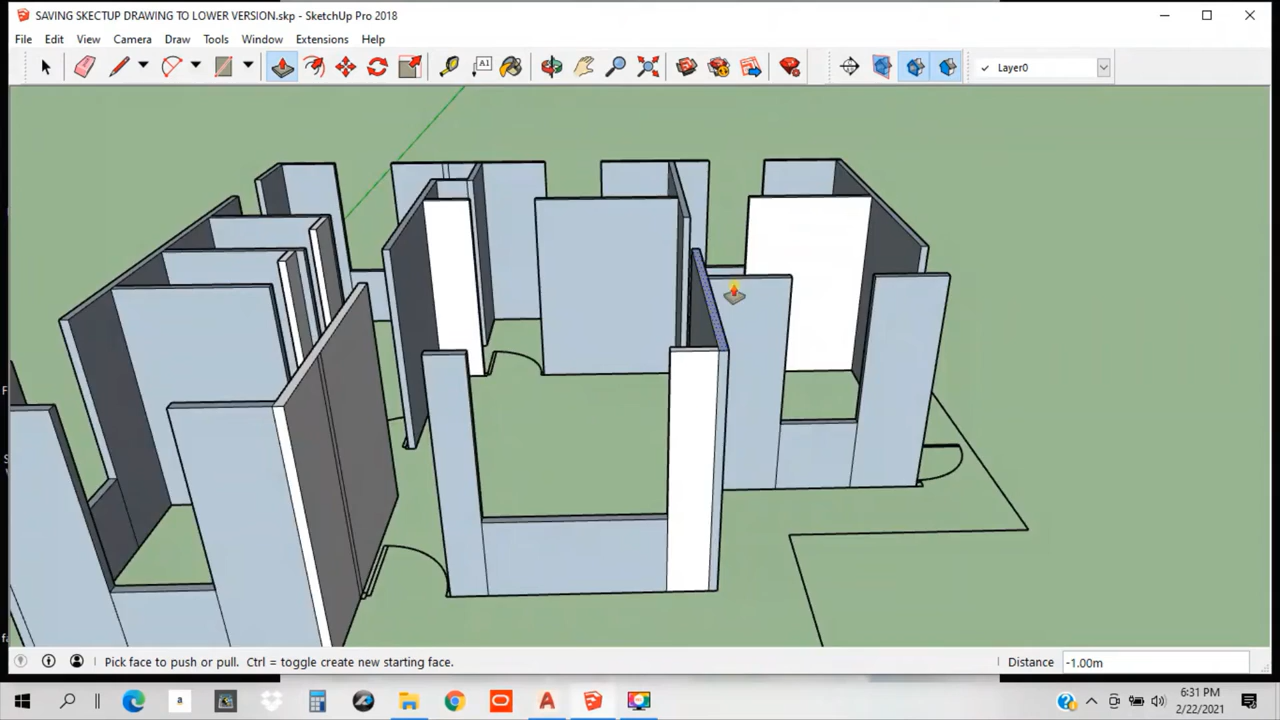 SAVING SKECTUP DRAWING TO LOWER VERSION.skp - SketchUp Pro 2018
File Edit View Camera Draw Tools Window Extensions Help
A1
Layer0
Pick face to push or pull. Ctrl = toggle create new starting face.
Distance -1.00m
a
A
6:31 PM
2/22/2021